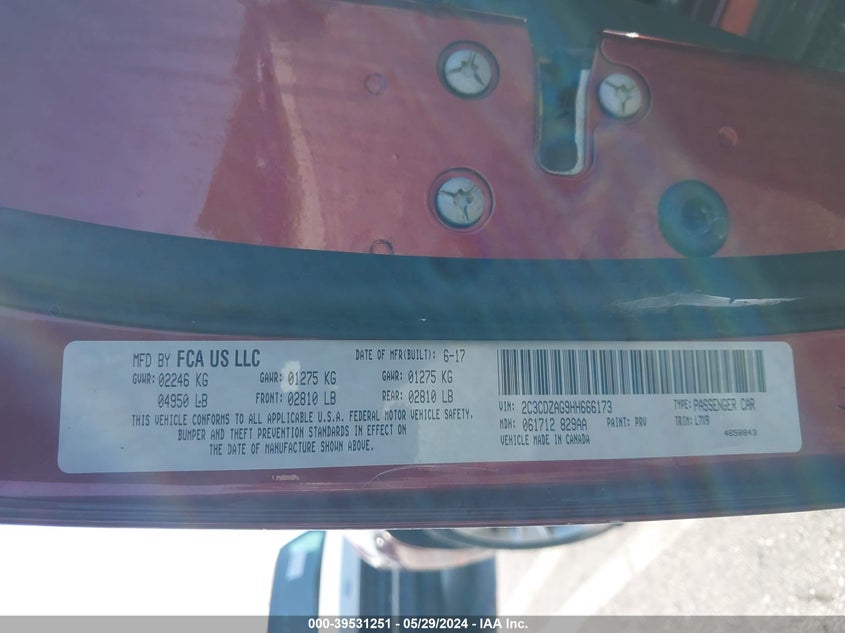 MFD BY FCA US LLC DATE OF MFR(BUILT): 6-17
GVWR: 02246 KG GAWR: 01275 KG GAWR: 01275 KG
04950 LB FRONT: 02810 LB REAR: 02810 LB
THIS VEHICLE CONFORMS TO ALL APPLICABLE U.S.A. FEDERAL MOTOR VEHICLE SAFETY,
BUMPER AND THEFT PREVENTION STANDARDS IN EFFECT ON
THE DATE OF MANUFACTURE SHOWN ABOVE.
VIN: 2C3CDZAG9HH666173 TYPE: PASSENGER CAR
MDH: 061712 829AA PAINT: PRV TRIM: L7X9
VEHICLE MADE IN CANADA 4658843
000-39531251 - 05/29/2024 - IAA Inc.